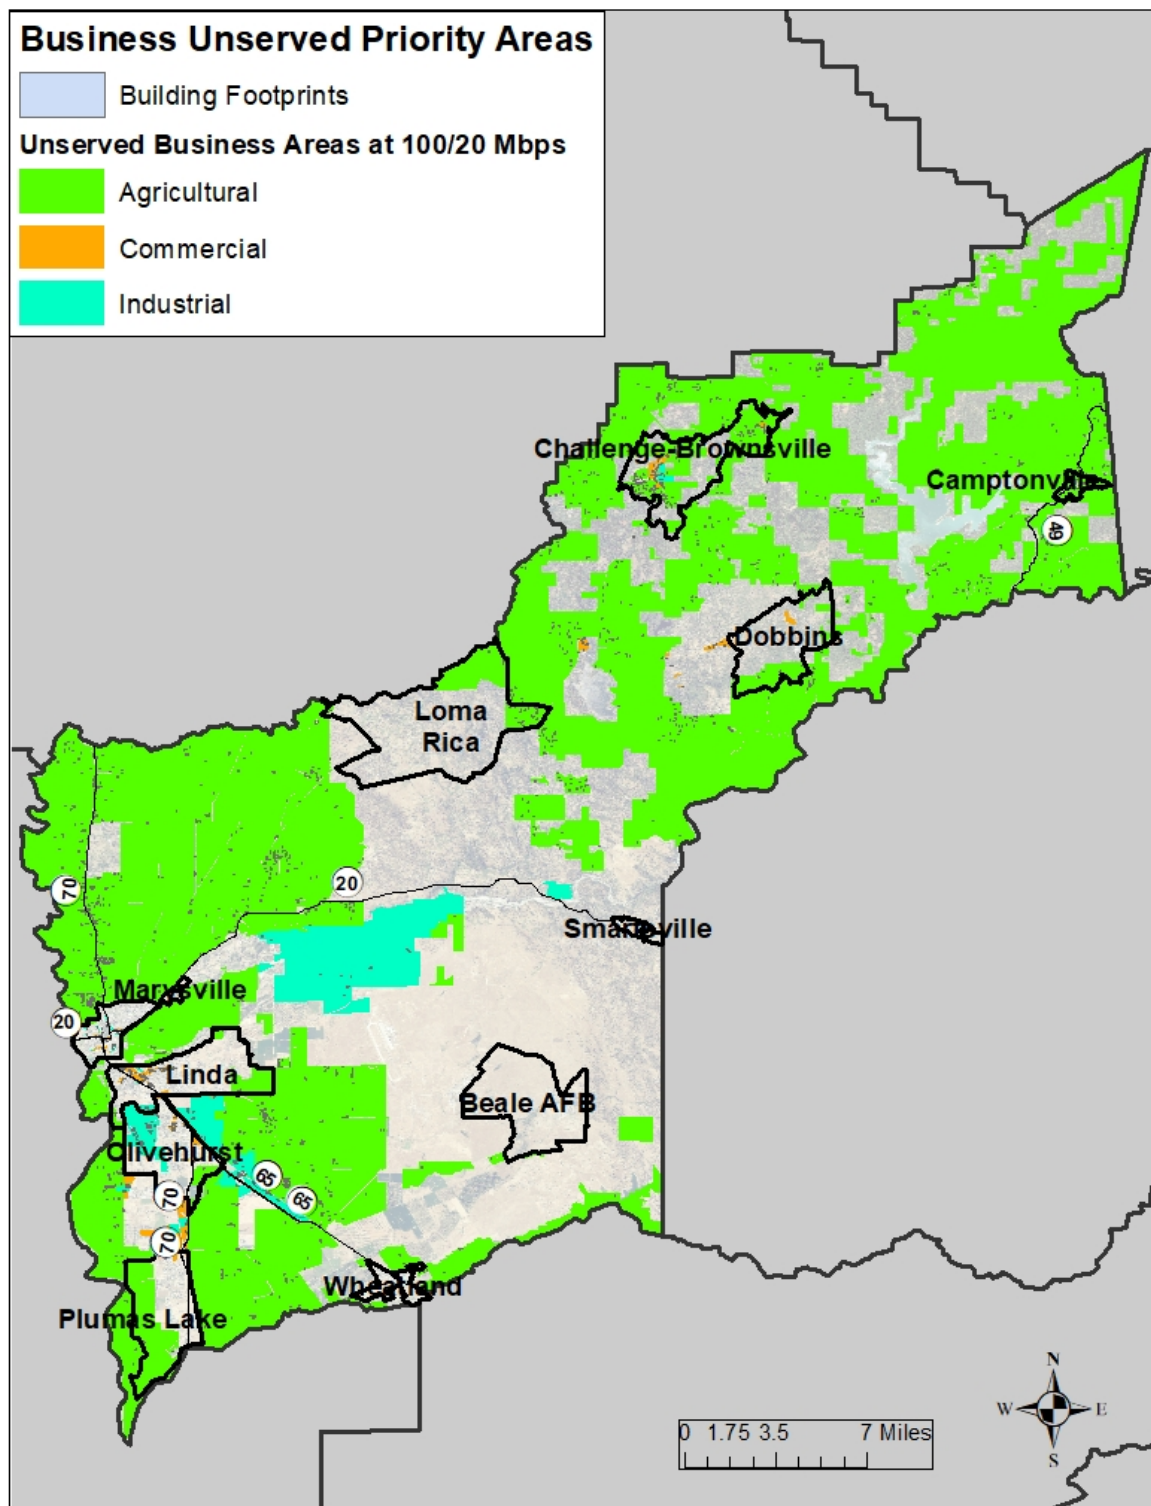 Business Unserved Priority Areas
Building Footprints
Unserved Business Areas at 100/20 Mbps
Agricultural
Commercial
Industrial
Challenge-Brownsville
Camptonville
49
S
Dobbins
Loma
Rica
70
20
Smartsville
Marysville
20
Linda
Beale AFB
Olivehurst
65
65
70
70
Wheatland
Plumas Lake
N
W
E
S
0 1.75 3.5 7 Miles